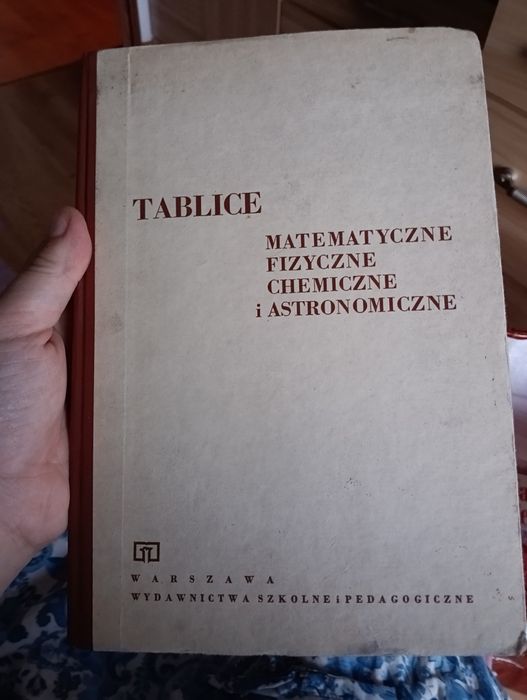 TABLICE
MATEMATYCZNE
FIZYCZNE
CHEMICZNE
i ASTRONOMICZNE
WARSZAWA
WYDAWNICTWA SZKOLNE i PEDAGOGICZNE